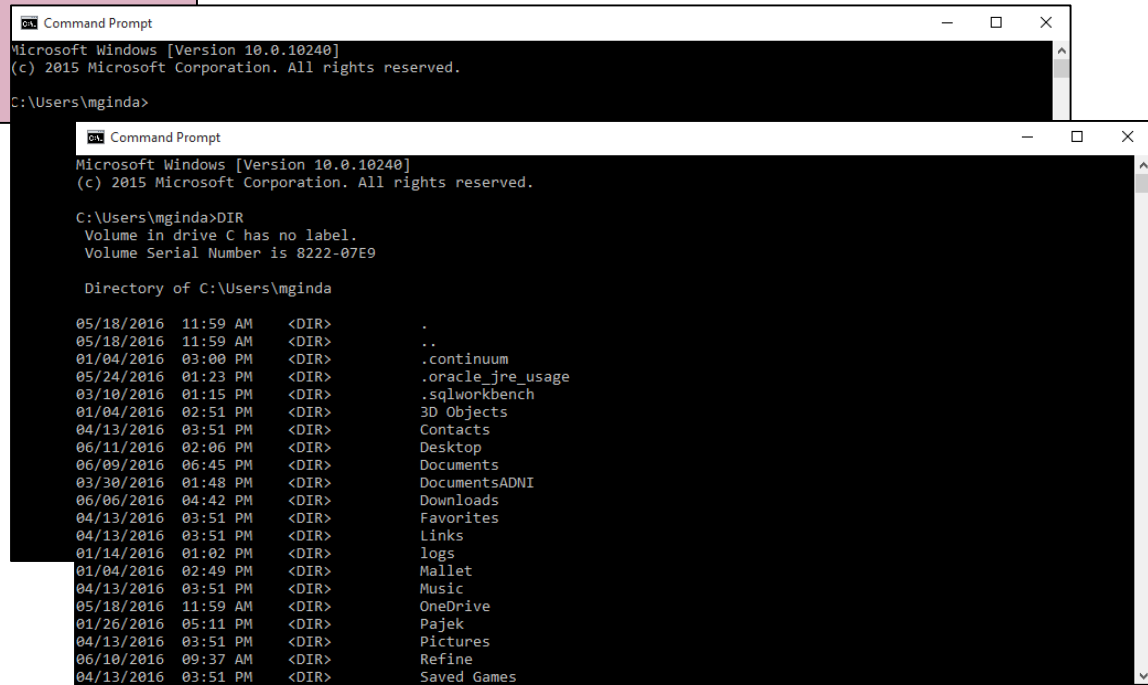 Command Prompt
Microsoft Windows [Version 10.0.10240]
(c) 2015 Microsoft Corporation. All rights reserved.
C:\Users\mginda>
Command Prompt
Microsoft Windows [Version 10.0.10240]
(c) 2015 Microsoft Corporation. All rights reserved.
C:\Users\mginda>DIR
Volume in drive C has no label.
Volume Serial Number is 8222-07E9
Directory of C:\Users\mginda
05/18/2016 11:59 AM <DIR> .
05/18/2016 11:59 AM <DIR> ..
01/04/2016 03:00 PM <DIR> .continuum
05/24/2016 01:23 PM <DIR> .oracle_jre_usage
03/10/2016 01:15 PM <DIR> .sqlworkbench
01/04/2016 02:51 PM <DIR> 3D Objects
04/13/2016 03:51 PM <DIR> Contacts
06/11/2016 02:06 PM <DIR> Desktop
06/09/2016 06:45 PM <DIR> Documents
03/30/2016 01:48 PM <DIR> DocumentsADNI
06/06/2016 04:42 PM <DIR> Downloads
04/13/2016 03:51 PM <DIR> Favorites
04/13/2016 03:51 PM <DIR> Links
01/14/2016 01:02 PM <DIR> logs
01/04/2016 02:49 PM <DIR> Mallet
04/13/2016 03:51 PM <DIR> Music
05/18/2016 11:59 AM <DIR> OneDrive
01/26/2016 05:11 PM <DIR> Pajek
04/13/2016 03:51 PM <DIR> Pictures
06/10/2016 09:37 AM <DIR> Refine
04/13/2016 03:51 PM <DIR> Saved Games